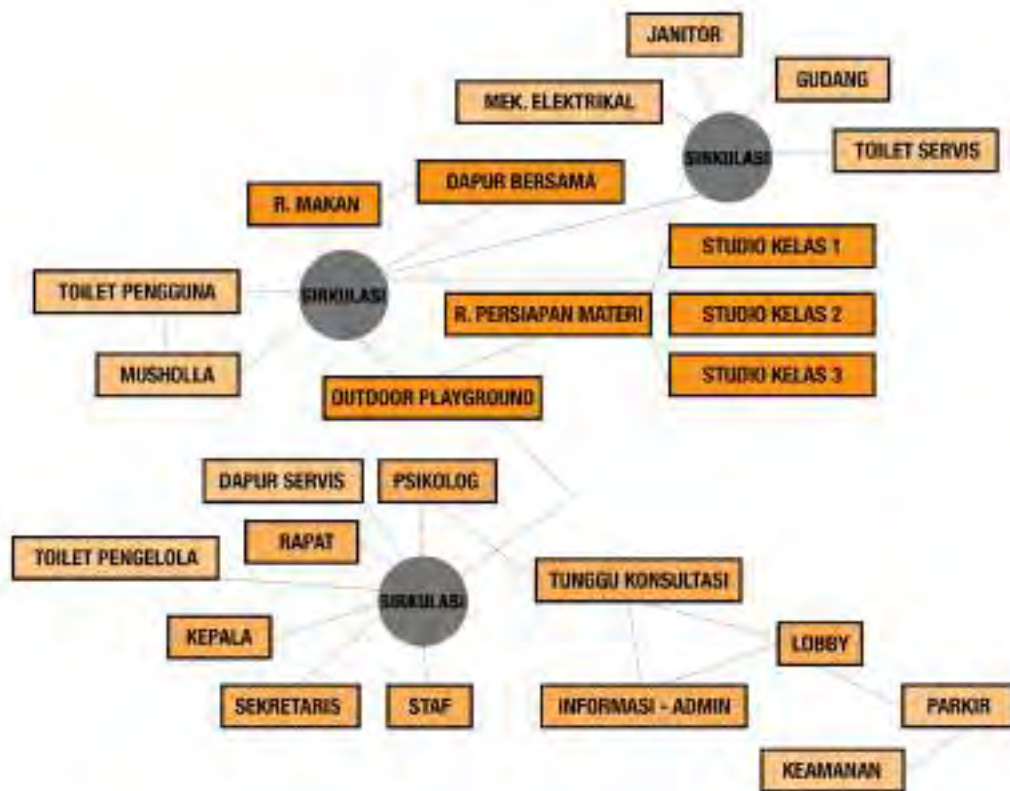 JANITOR
GUDANG
MEK. ELEKTRIKAL
SIRKULASI
TOILET SERVIS
DAPUR BERSAMA
R. MAKAN
STUDIO KELAS 1
TOILET PENGGUNA
SIRKULASI
R. PERSIAPAN MATERI
STUDIO KELAS 2
MUSHOLLA
STUDIO KELAS 3
OUTDOOR PLAYGROUND
DAPUR SERVIS
PSIKOLOG
RAPAT
TOILET PENGELOLA
TUNGGU KONSULTASI
SIRKULASI
KEPALA
LOBBY
SEKRETARIS
STAF
INFORMASI - ADMIN
PARKIR
KEAMANAN